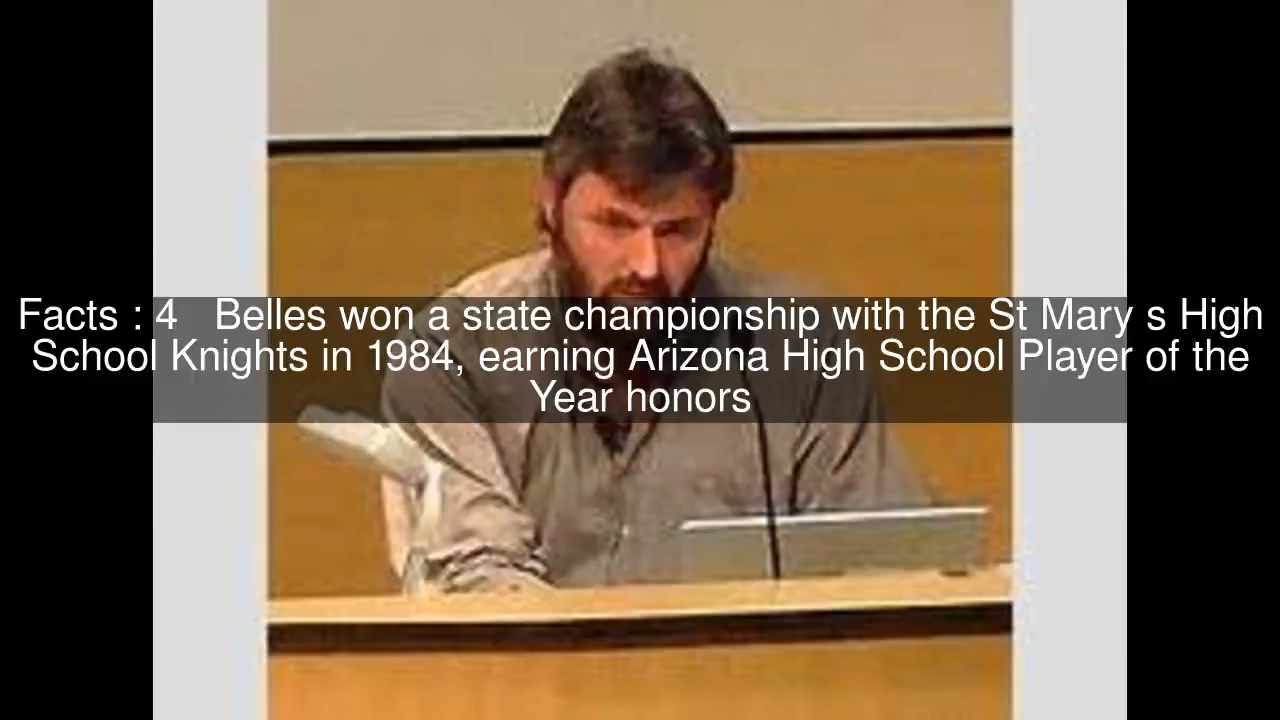 Facts : 4   Belles won a state championship with the St Mary s High
School Knights in 1984, earning Arizona High School Player of the
Year honors